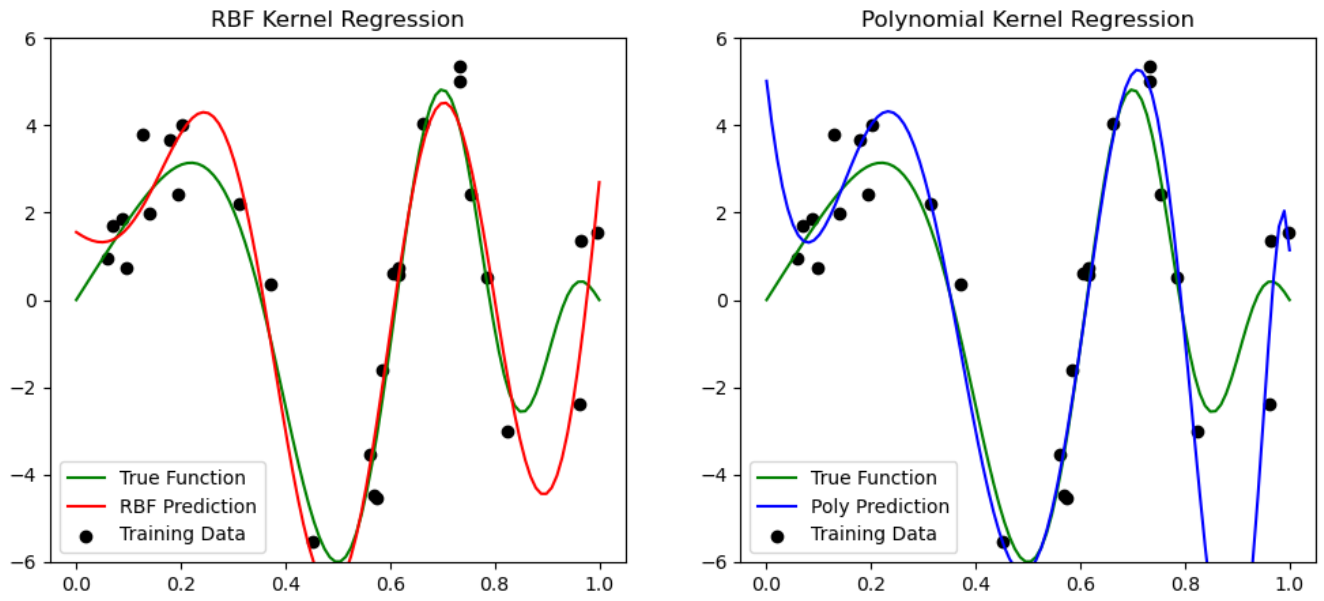 RBF Kernel Regression
6
4
2
0
−2
−4
−6
0.0 0.2 0.4 0.6 0.8 1.0
True Function
RBF Prediction
Training Data
Polynomial Kernel Regression
6
4
2
0
−2
−4
−6
0.0 0.2 0.4 0.6 0.8 1.0
True Function
Poly Prediction
Training Data